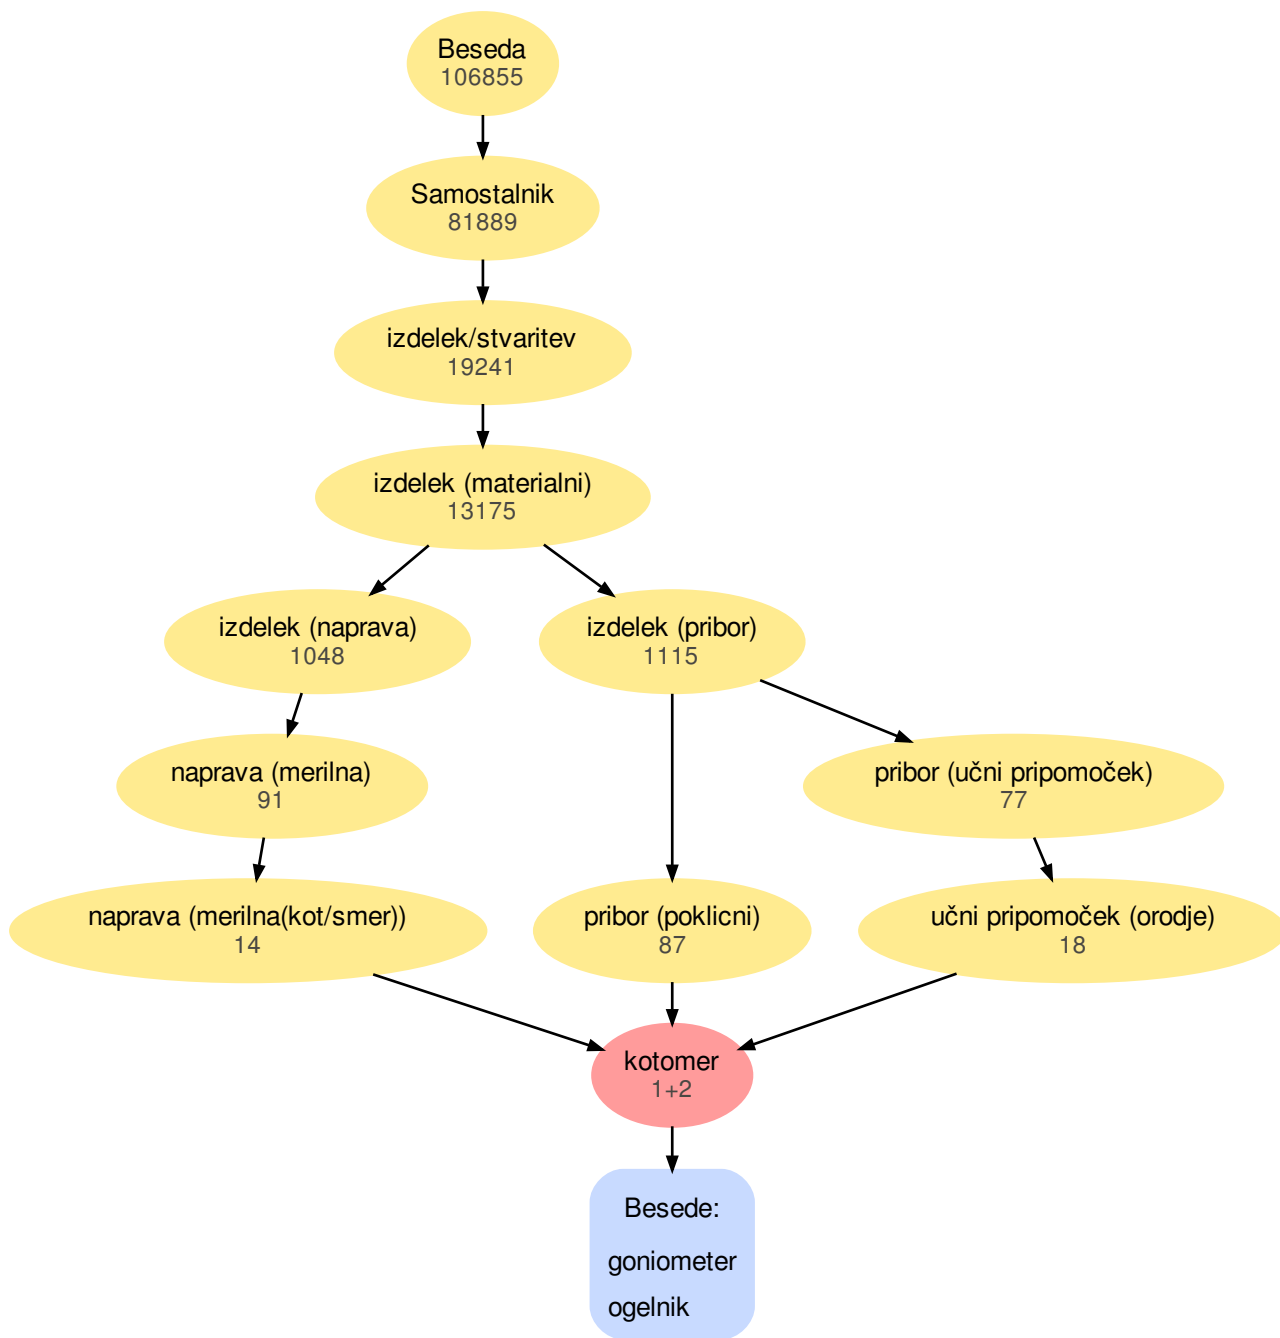 Beseda
106855
Samostalnik
81889
izdelek/stvaritev
19241
izdelek (materialni)
13175
izdelek (naprava)
1048
izdelek (pribor)
1115
naprava (merilna)
91
pribor (učni pripomoček)
77
naprava (merilna(kot/smer))
14
pribor (poklicni)
87
učni pripomoček (orodje)
18
kotomer
1+2
Besede:
goniometer
ogelnik